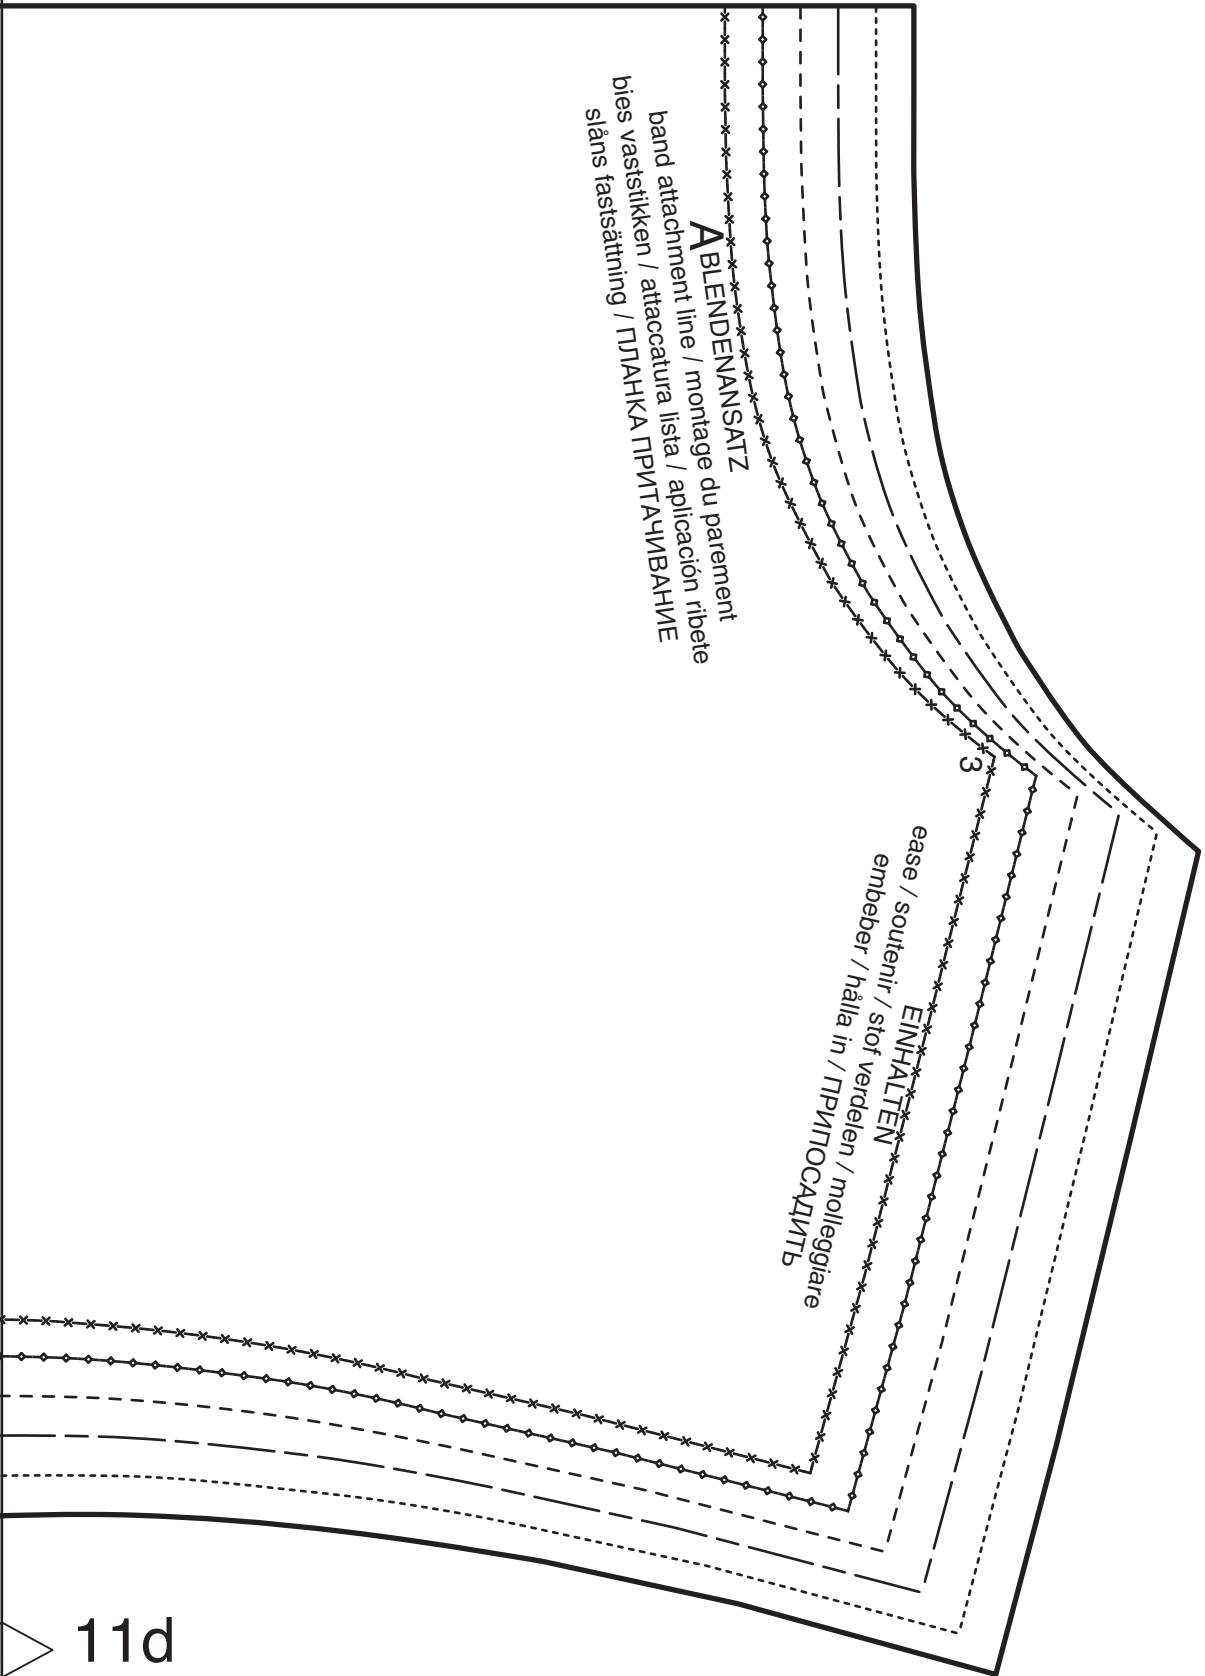 A BLENDENANSATZ
band attachment line / montage du parement
bies vaststikken / attaccatura lista / aplicación ribete
slåns fastsättning / ПЛАНКА ПРИТАЧИВАНИЕ
3
EINHALTEN
ease / soutenir / stof verdelen / molleggiare
embeber / hålla in / ПРИПОСАДИТЬ
11d